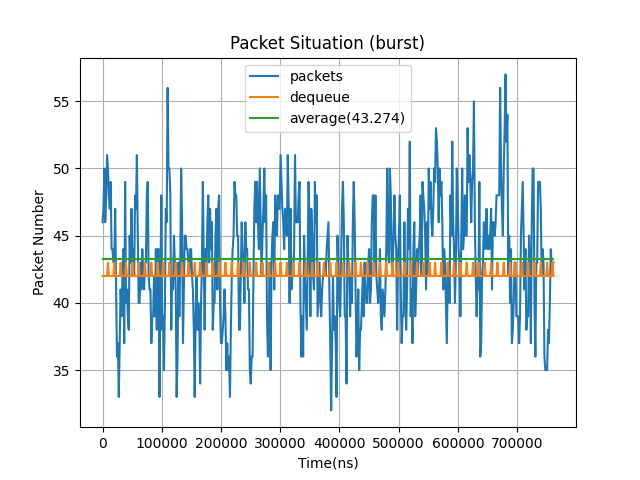 Packet Situation (burst)
packets
dequeue
average(43.274)
Packet Number
55
50
45
40
35
0 100000 200000 300000 400000 500000 600000 700000
Time(ns)